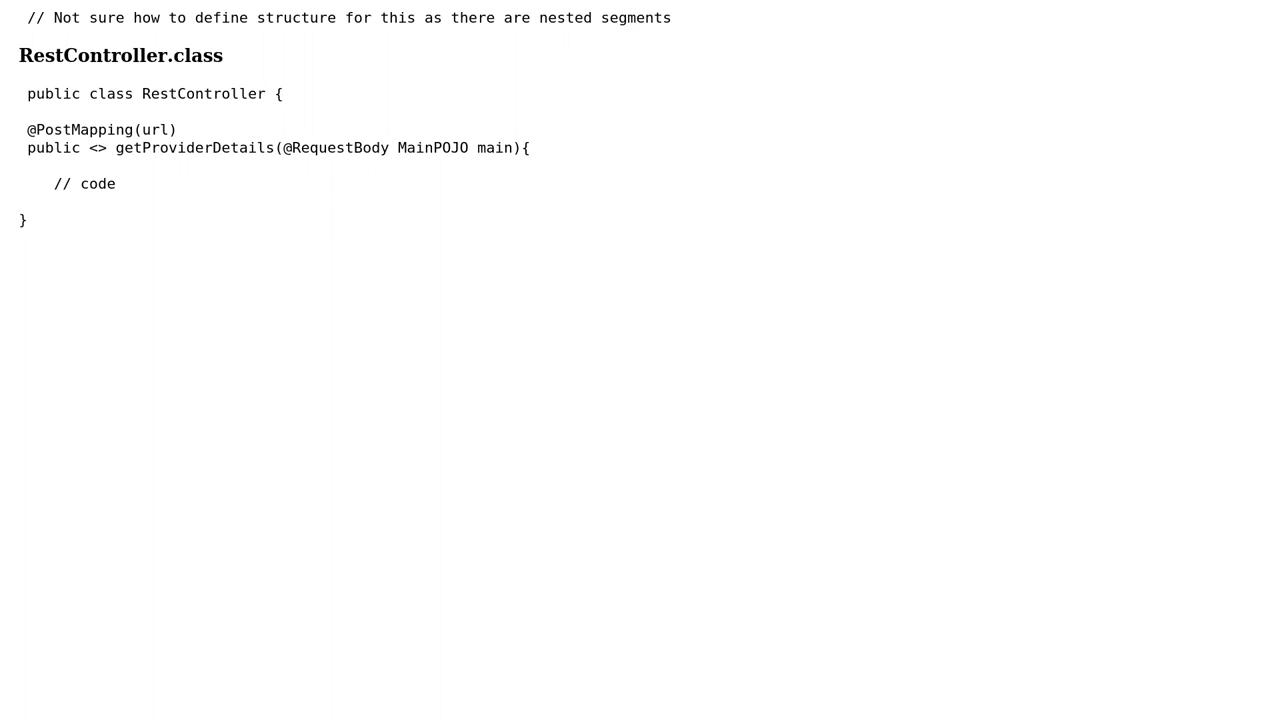 // Not sure how to define structure for this as there are nested segments
RestController.class
public class RestController {
@PostMapping(url)
public <> getProviderDetails(@RequestBody MainPOJO main){
// code
}